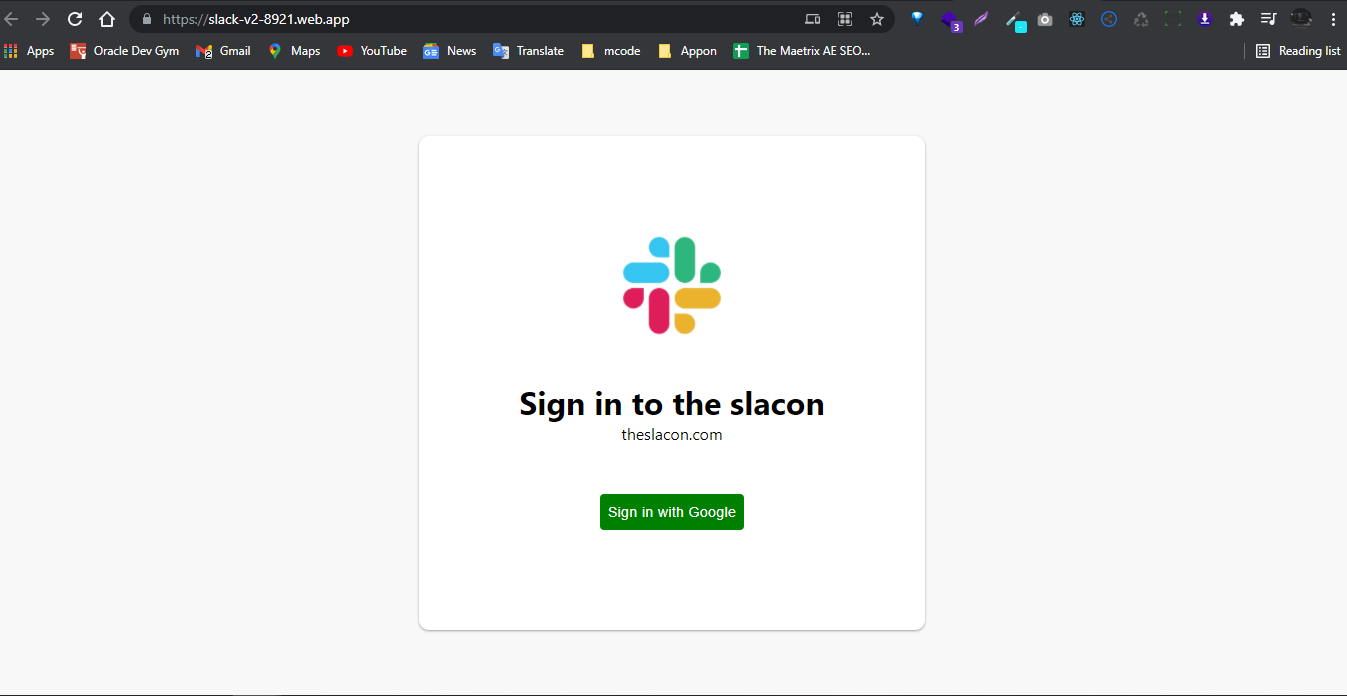 https://slack-v2-8921.web.app
3
Apps Oracle Dev Gym Gmail Maps YouTube News Translate mcode Appon The Maetrix AE SEO... Reading list
Sign in to the slacon
theslacon.com
Sign in with Google